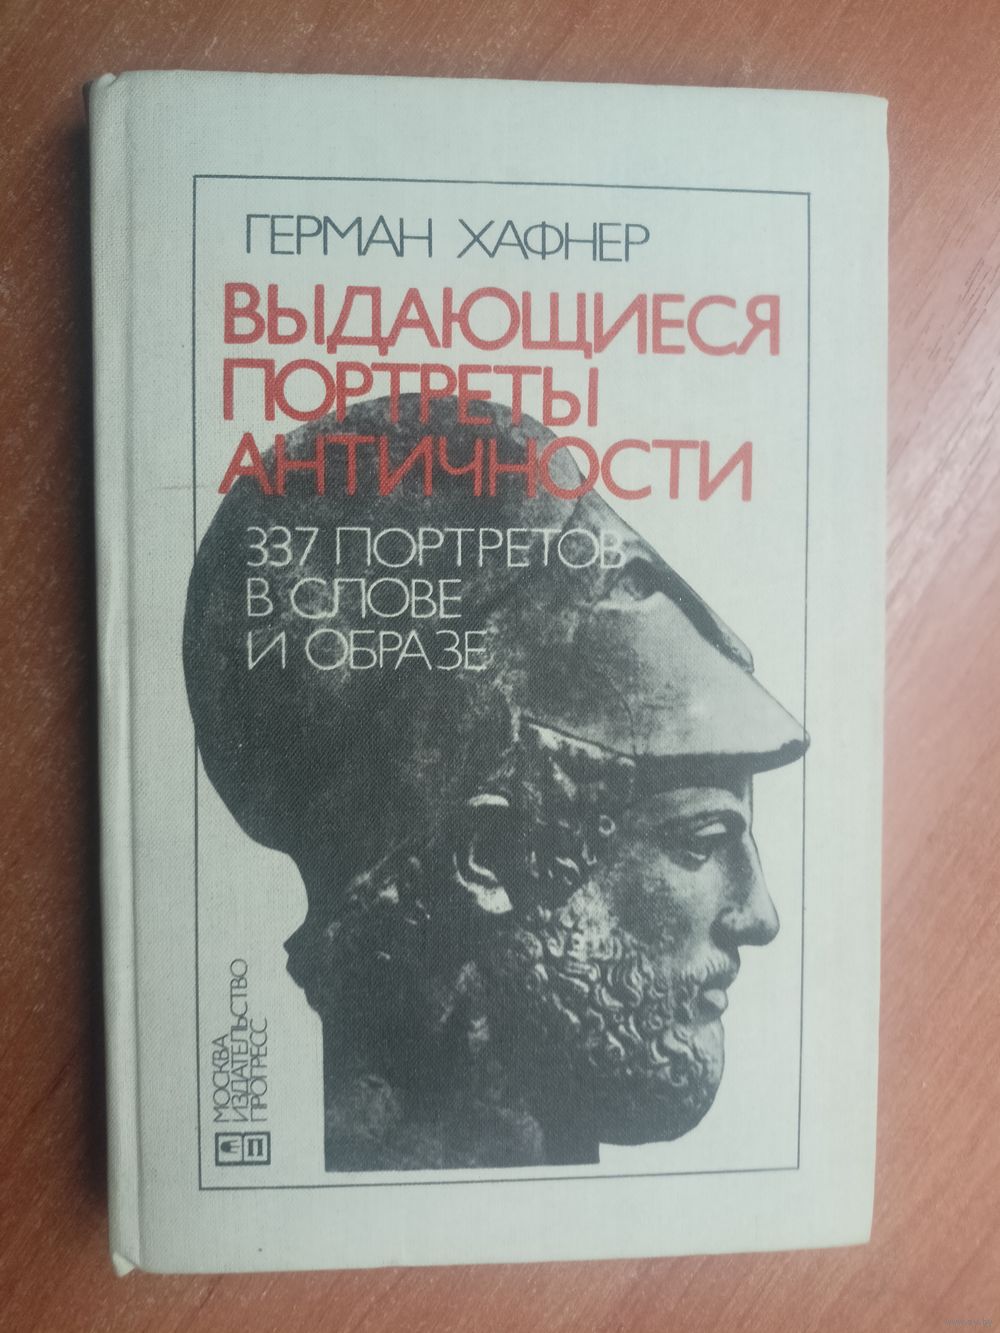 ГЕРМАН ХАФНЕР
ВЫДАЮЩИЕСЯ
ПОРТРЕТЫ
АНТИЧНОСТИ
337 ПОРТРЕТОВ
В СЛОВЕ
И ОБРАЗЕ
МОСКВА
ИЗДАТЕЛЬСТВО
ПРОГРЕСС